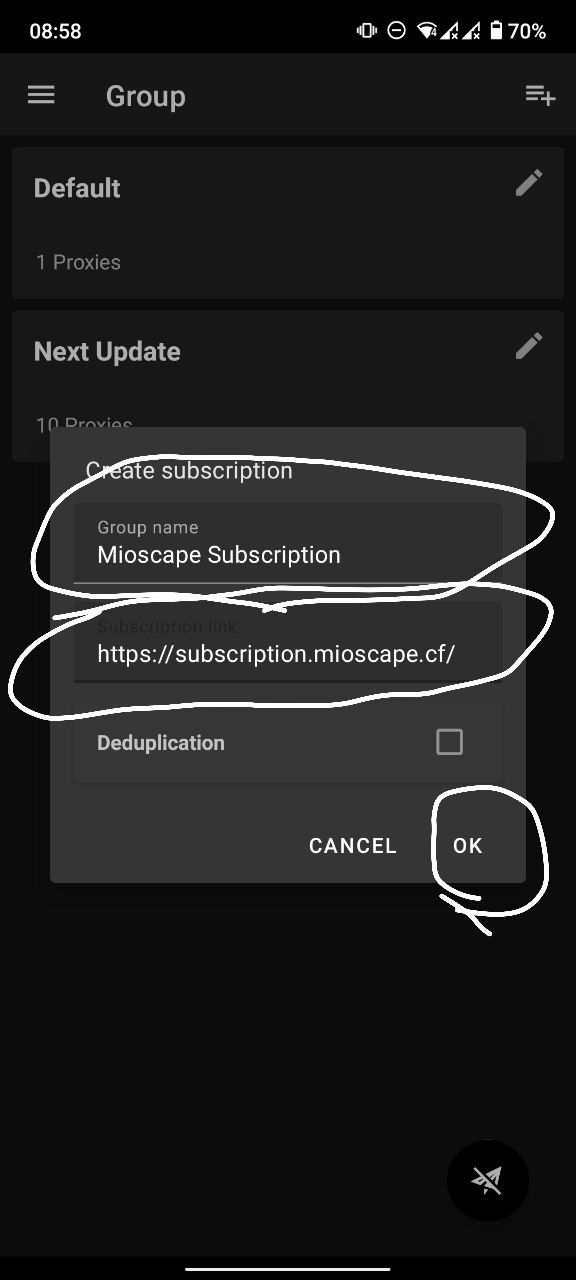 08:58
70%
Group
Default
1 Proxies
Next Update
10 Proxies
Create subscription
Group name
Mioscape Subscription
Subscription link
https://subscription.mioscape.cf/
Deduplication
CANCEL OK